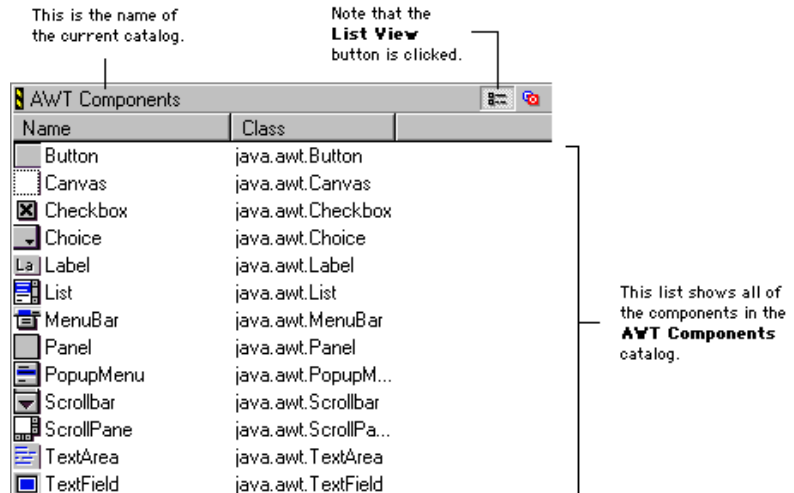 This is the name of
the current catalog.
Note that the
List View
button is clicked.
AWT Components
Name Class
Button java.awt.Button
Canvas java.awt.Canvas
Checkbox java.awt.Checkbox
Choice java.awt.Choice
La Label java.awt.Label
List java.awt.List
MenuBar java.awt.MenuBar
Panel java.awt.Panel
PopupMenu java.awt.PopupM...
Scrollbar java.awt.Scrollbar
ScrollPane java.awt.ScrollPa...
TextArea java.awt.TextArea
TextField java.awt.TextField
This list shows all of
the components in the
AWT Components
catalog.